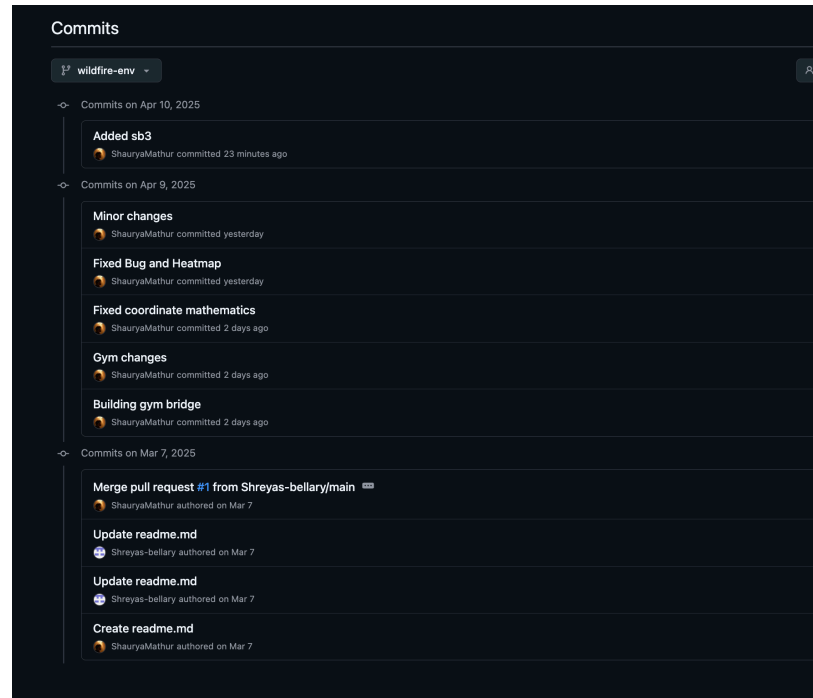 Commits
wildfire-env
Commits on Apr 10, 2025
Added sb3
ShauryaMathur committed 23 minutes ago
Commits on Apr 9, 2025
Minor changes
ShauryaMathur committed yesterday
Fixed Bug and Heatmap
ShauryaMathur committed yesterday
Fixed coordinate mathematics
ShauryaMathur committed 2 days ago
Gym changes
ShauryaMathur committed 2 days ago
Building gym bridge
ShauryaMathur committed 2 days ago
Commits on Mar 7, 2025
Merge pull request #1 from Shreyas-bellary/main
ShauryaMathur authored on Mar 7
Update readme.md
Shreyas-bellary authored on Mar 7
Update readme.md
Shreyas-bellary authored on Mar 7
Create readme.md
ShauryaMathur authored on Mar 7